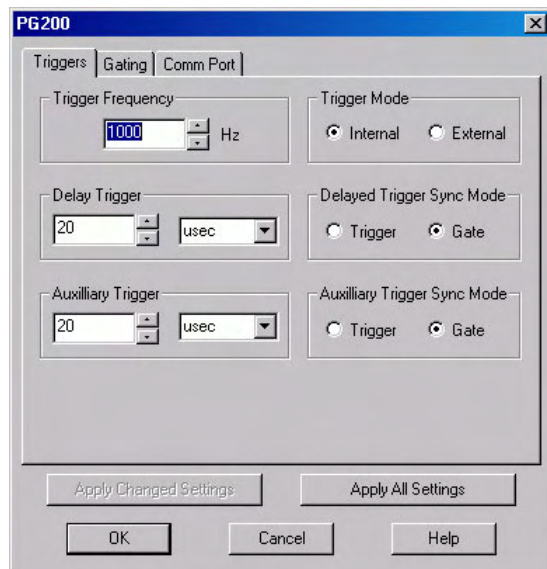 PG200
Triggers Gating Comm Port
Trigger Frequency
1000 Hz
Trigger Mode
Internal External
Delay Trigger
20 usec
Delayed Trigger Sync Mode
Trigger Gate
Auxilliary Trigger
20 usec
Auxilliary Trigger Sync Mode
Trigger Gate
Apply Changed Settings Apply All Settings
OK Cancel Help